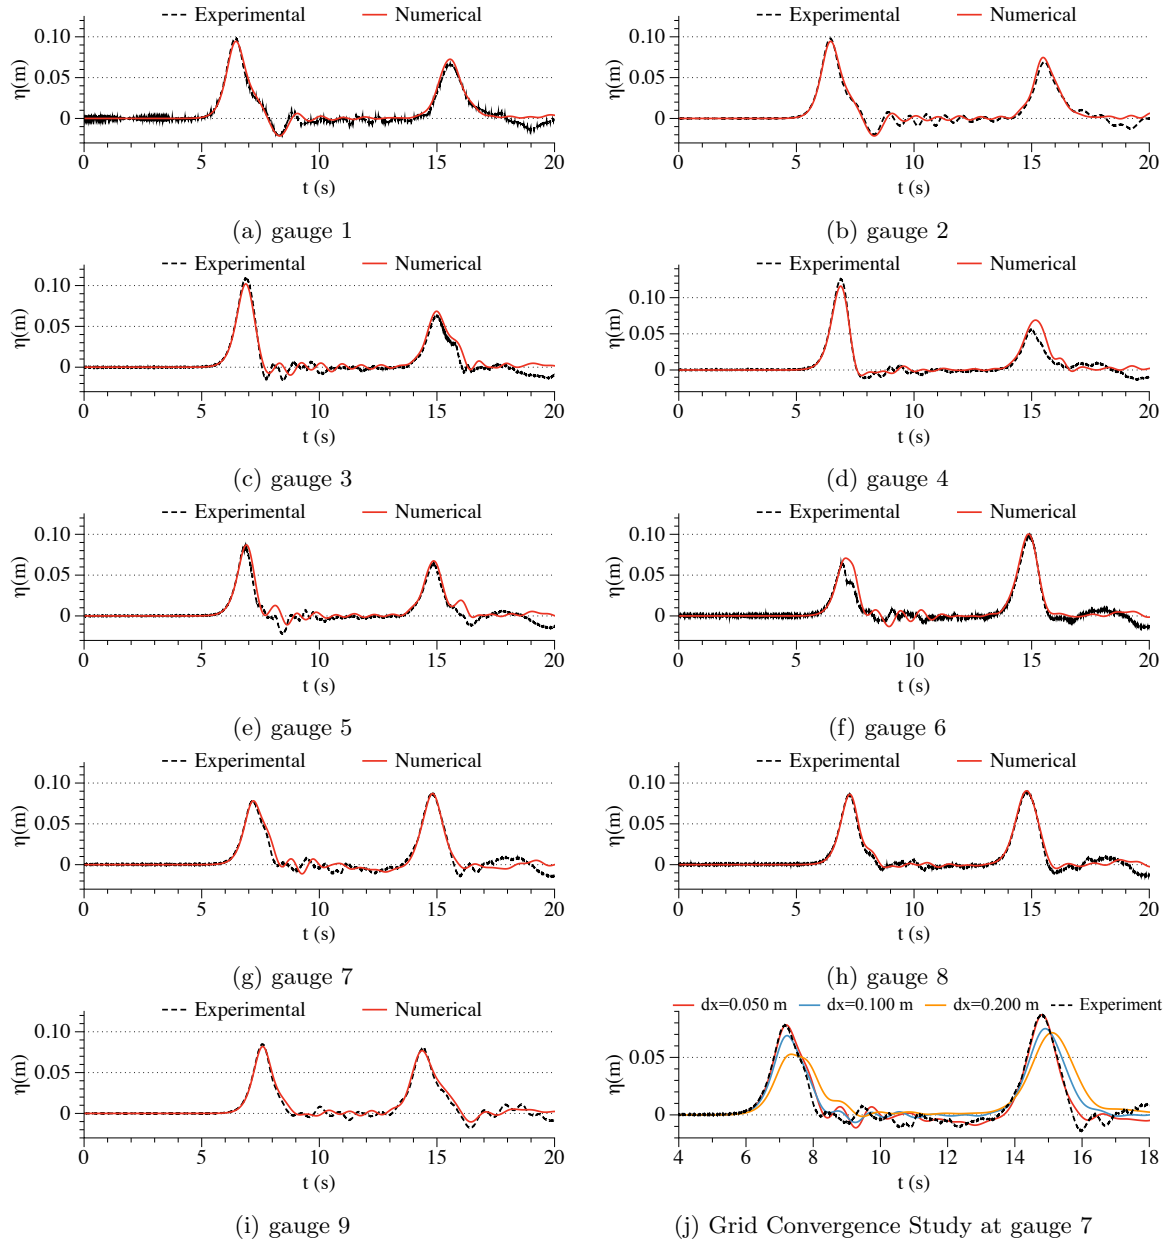 Experimental Numerical
η(m)
0.10
0.05
0
0 5 10 15 20
t (s)
(a) gauge 1
Experimental Numerical
η(m)
0.10
0.05
0
0 5 10 15 20
t (s)
(b) gauge 2
Experimental Numerical
η(m)
0.10
0.05
0
0 5 10 15 20
t (s)
(c) gauge 3
Experimental Numerical
η(m)
0.10
0.05
0
0 5 10 15 20
t (s)
(d) gauge 4
Experimental Numerical
η(m)
0.10
0.05
0
0 5 10 15 20
t (s)
(e) gauge 5
Experimental Numerical
η(m)
0.10
0.05
0
0 5 10 15 20
t (s)
(f) gauge 6
Experimental Numerical
η(m)
0.10
0.05
0
0 5 10 15 20
t (s)
(g) gauge 7
Experimental Numerical
η(m)
0.10
0.05
0
0 5 10 15 20
t (s)
(h) gauge 8
Experimental Numerical
η(m)
0.10
0.05
0
0 5 10 15 20
t (s)
(i) gauge 9
dx=0.050 m dx=0.100 m dx=0.200 m Experiment
η(m)
0.05
0
4 6 8 10 12 14 16 18
t (s)
(j) Grid Convergence Study at gauge 7